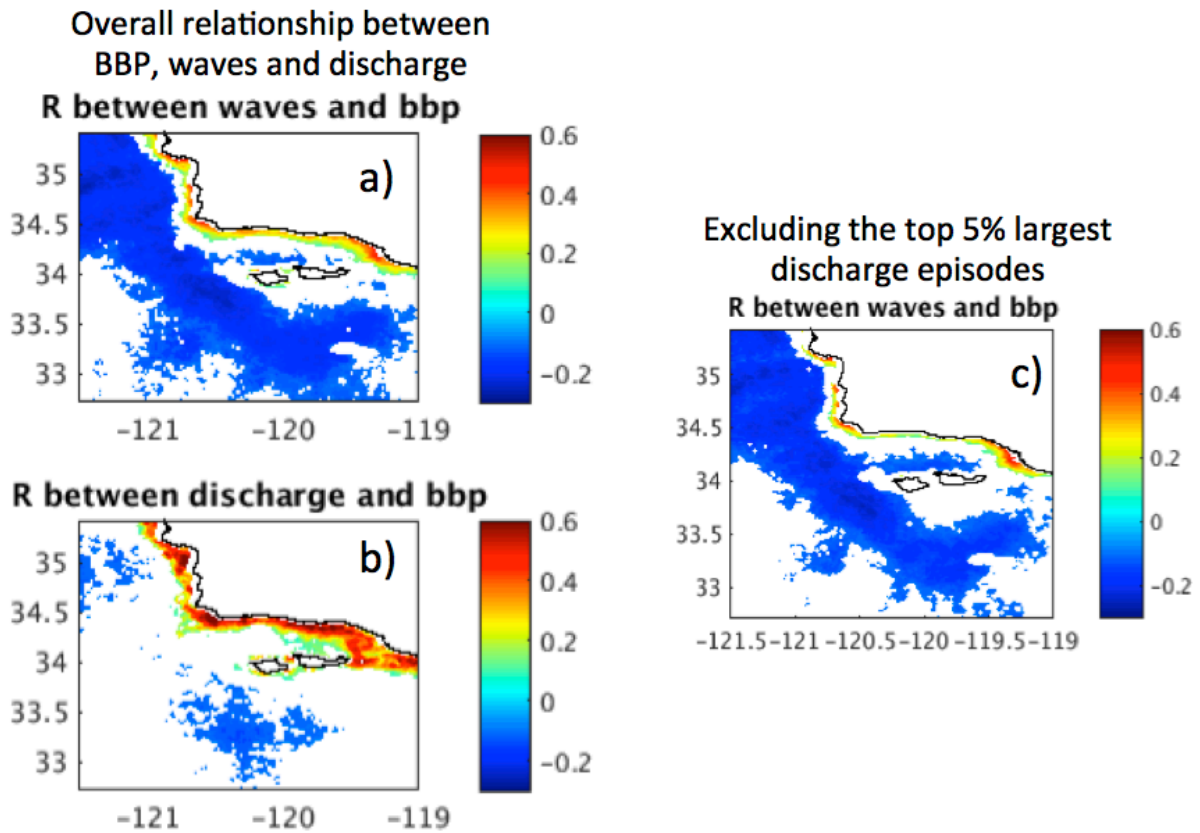 Overall relationship between
BBP, waves and discharge
R between waves and bbp
a)
35
34.5
34
33.5
33
-121 -120 -119
0.6
0.4
0.2
0
-0.2
R between discharge and bbp
b)
35
34.5
34
33.5
33
-121 -120 -119
0.6
0.4
0.2
0
-0.2
Excluding the top 5% largest
discharge episodes
R between waves and bbp
c)
35
34.5
34
33.5
33
-121.5 -121 -120.5 -120 -119.5 -119
0.6
0.4
0.2
0
-0.2